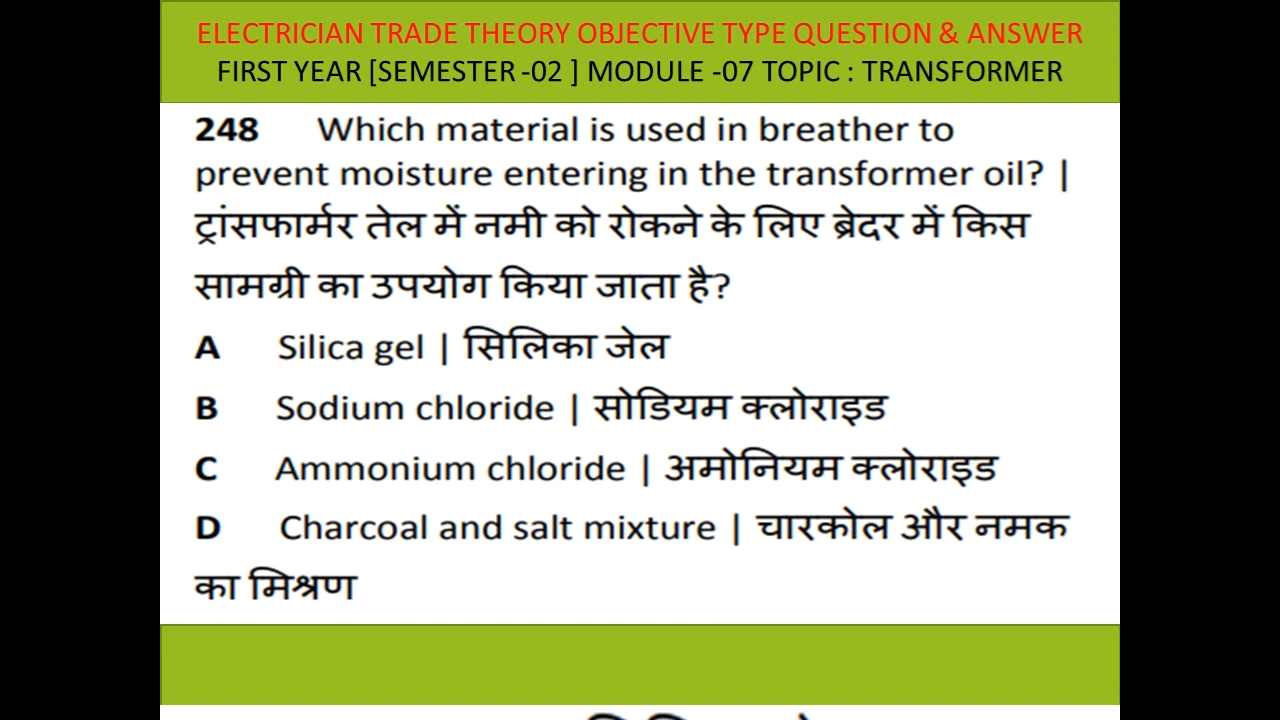 ELECTRICIAN TRADE THEORY OBJECTIVE TYPE QUESTION & ANSWER
FIRST YEAR [SEMESTER -02 ] MODULE -07 TOPIC : TRANSFORMER
248 Which material is used in breather to
prevent moisture entering in the transformer oil? |
ट्रांसफार्मर तेल में नमी को रोकने के लिए ब्रेदर में किस
सामग्री का उपयोग किया जाता है?
A Silica gel | सिलिका जेल
B Sodium chloride | सोडियम क्लोराइड
C Ammonium chloride | अमोनियम क्लोराइड
D Charcoal and salt mixture | चारकोल और नमक
का मिश्रण